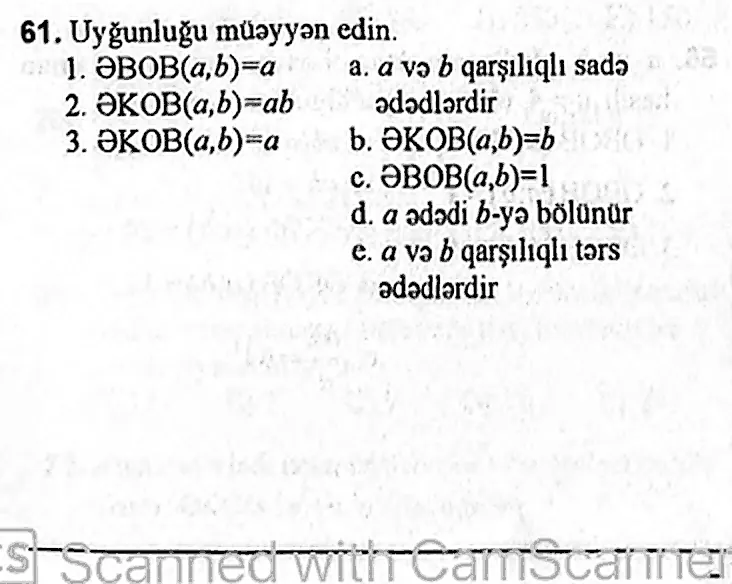 61. Uyğunluğu müəyyən edin.
1. ƏBOB(a,b)=a
2. ƏKOB(a,b)=ab
3. ƏKOB(a,b)=a
a. a və b qarşılıqlı sadə
ədədlərdir
b. ƏKOB(a,b)=b
c. ƏBOB(a,b)=1
d. a ədədi b-yə bölünür
e. a və b qarşılıqlı tərs
ədədlərdir
CS Scanned with CamScanner